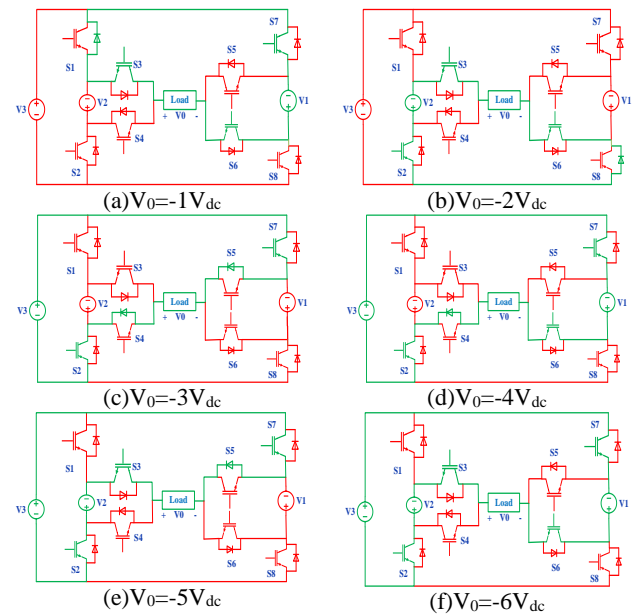 S7
S1
S3
S5
V3
V2
Load
V1
+ V0 -
S4
S2
S6
S8
(a)V0=-1Vdc
S7
S1
S3
S5
V3
V2
Load
V1
+ V0 -
S4
S2
S6
S8
(b)V0=-2Vdc
S7
S1
S3
S5
V3
V2
Load
V1
+ V0 -
S4
S2
S6
S8
(c)V0=-3Vdc
S7
S1
S3
S5
V3
V2
Load
V1
+ V0 -
S4
S2
S6
S8
(d)V0=-4Vdc
S7
S1
S3
S5
V3
V2
Load
V1
+ V0 -
S4
S2
S6
S8
(e)V0=-5Vdc
S7
S1
S3
S5
V3
V2
Load
V1
+ V0 -
S4
S2
S6
S8
(f)V0=-6Vdc